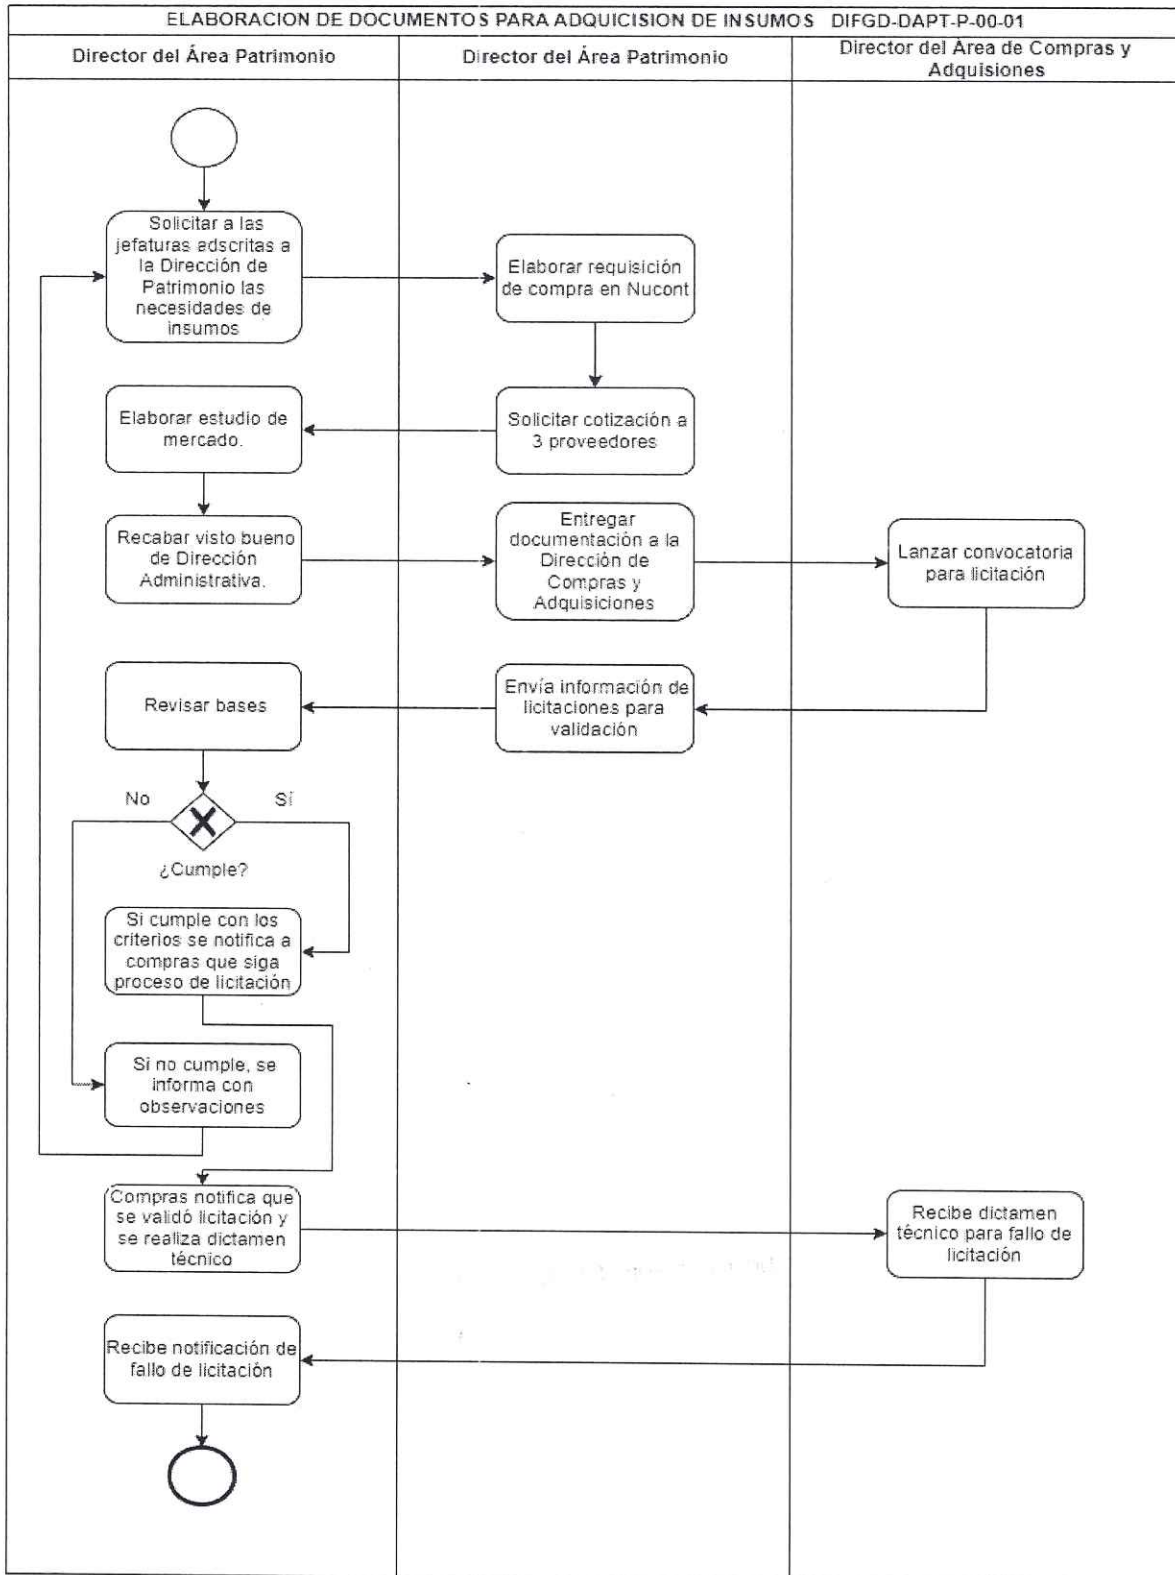 ELABORACION DE DOCUMENTOS PARA ADQUICISION DE INSUMOS DIFGD-DAPT-P-00-01
Director del Área Patrimonio
Director del Área Patrimonio
Director del Área de Compras y
Adquisiones
Solicitar a las
jefaturas adscritas a
la Dirección de
Patrimonio las
necesidades de
insumos
Elaborar requisición
de compra en Nucont
Solicitar cotización a
3 proveedores
Elaborar estudio de
mercado.
Recabar visto bueno
de Dirección
Administrativa.
Entregar
documentación a la
Dirección de
Compras y
Adquisiciones
Lanzar convocatoria
para licitación
Envía información de
licitaciones para
validación
Revisar bases
No
Sí
¿Cumple?
Si cumple con los
criterios se notifica a
compras que siga
proceso de licitación
Si no cumple, se
informa con
observaciones
Compras notifica que
se validó licitación y
se realiza dictamen
técnico
Recibe dictamen
técnico para fallo de
licitación
Recibe notificación de
fallo de licitación